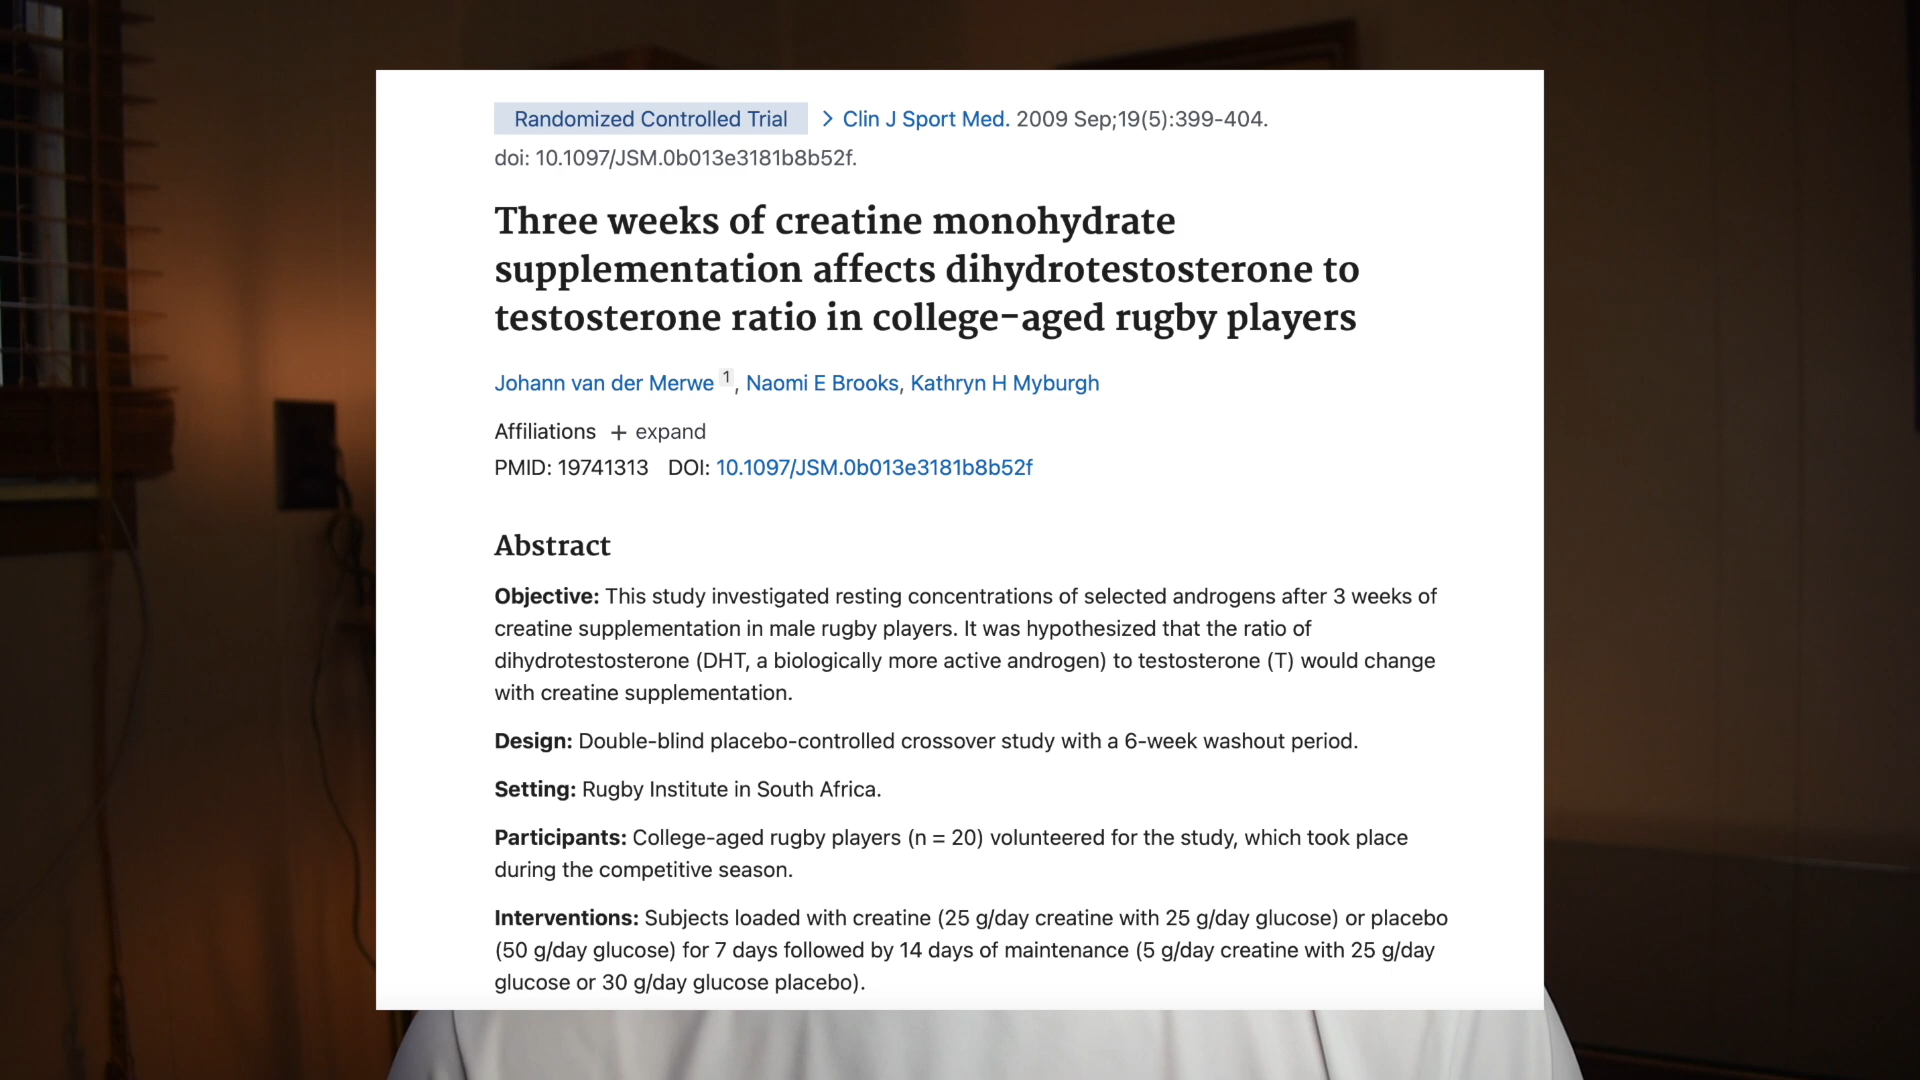 Randomized Controlled Trial > Clin J Sport Med. 2009 Sep;19(5):399-404.
doi: 10.1097/JSM.0b013e3181b8b52f.
Three weeks of creatine monohydrate
supplementation affects dihydrotestosterone to
testosterone ratio in college-aged rugby players
Johann van der Merwe 1, Naomi E Brooks, Kathryn H Myburgh
Affiliations + expand
PMID: 19741313 DOI: 10.1097/JSM.0b013e3181b8b52f
Abstract
Objective: This study investigated resting concentrations of selected androgens after 3 weeks of
creatine supplementation in male rugby players. It was hypothesized that the ratio of
dihydrotestosterone (DHT, a biologically more active androgen) to testosterone (T) would change
with creatine supplementation.
Design: Double-blind placebo-controlled crossover study with a 6-week washout period.
Setting: Rugby Institute in South Africa.
Participants: College-aged rugby players (n = 20) volunteered for the study, which took place
during the competitive season.
Interventions: Subjects loaded with creatine (25 g/day creatine with 25 g/day glucose) or placebo
(50 g/day glucose) for 7 days followed by 14 days of maintenance (5 g/day creatine with 25 g/day
glucose or 30 g/day glucose placebo).